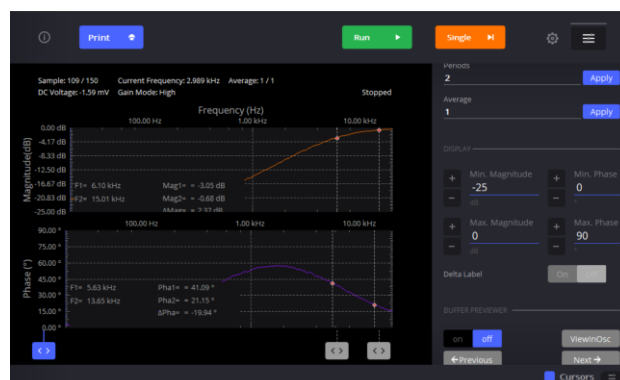 Print
Run
Single
Sample: 109 / 150 Current Frequency: 2.989 kHz Average: 1 / 1
DC Voltage: -1.59 mV Gain Mode: High Stopped
Frequency (Hz)
100.00 Hz 1.00 kHz 10.00 kHz
Magnitude(dB)
0.00 dB
-4.17 dB
-8.33 dB
-12.50 dB
-16.67 dB
-20.83 dB
-25.00 dB
F1= 6.10 kHz Mag1= = -3.05 dB
F2= 15.01 kHz Mag2= = -0.68 dB
ΔMag= = 2.37 dB
100.00 Hz 1.00 kHz 10.00 kHz
Phase (°)
90.00 °
75.00 °
60.00 °
45.00 °
30.00 °
15.00 °
0.00 °
F1= 5.63 kHz Pha1= = 41.09 °
F2= 13.65 kHz Pha2= = 21.15 °
ΔPha= = -19.94 °
Periods
2
Apply
Average
1
Apply
DISPLAY
Min. Magnitude
-25
dB
Min. Phase
0
°
Max. Magnitude
0
dB
Max. Phase
90
°
Delta Label
On Off
BUFFER PREVIEWER
on off
ViewInOsc
←Previous
Next →
Cursors